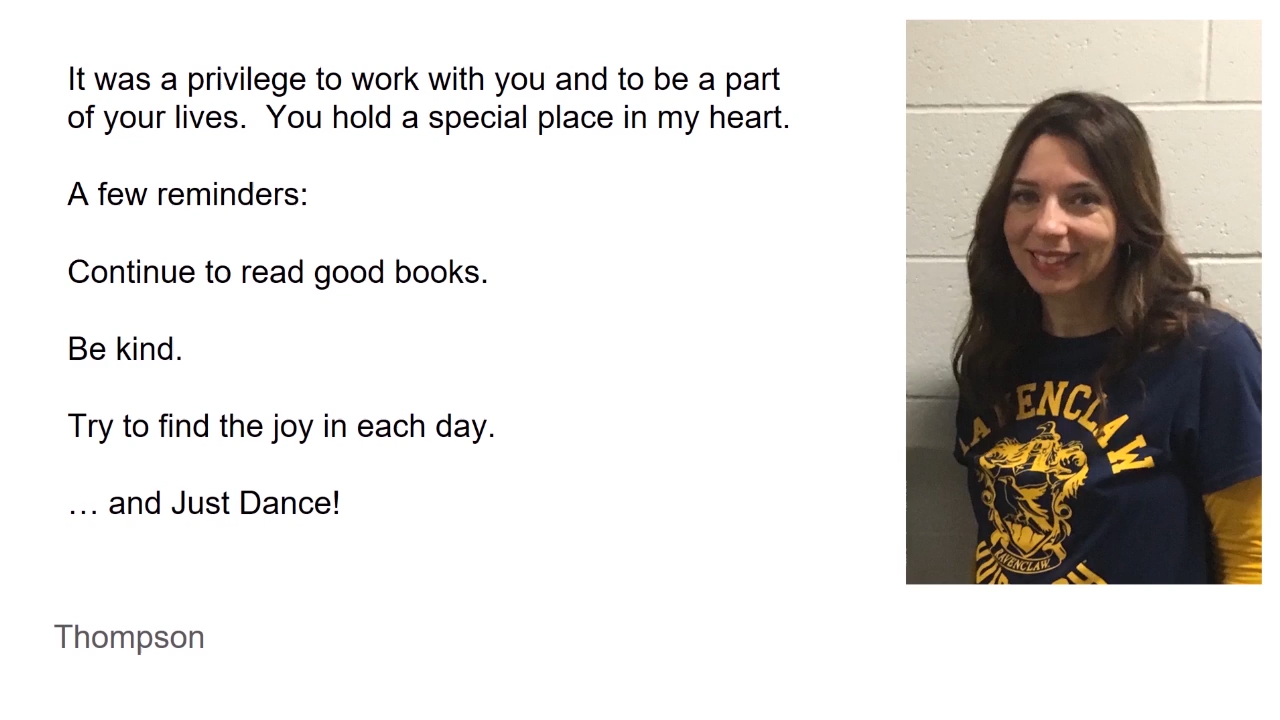 It was a privilege to work with you and to be a part
of your lives.  You hold a special place in my heart.
A few reminders:
Continue to read good books.
Be kind.
Try to find the joy in each day.
… and Just Dance!
Thompson
RAVENCLAW
RAVENCLAW